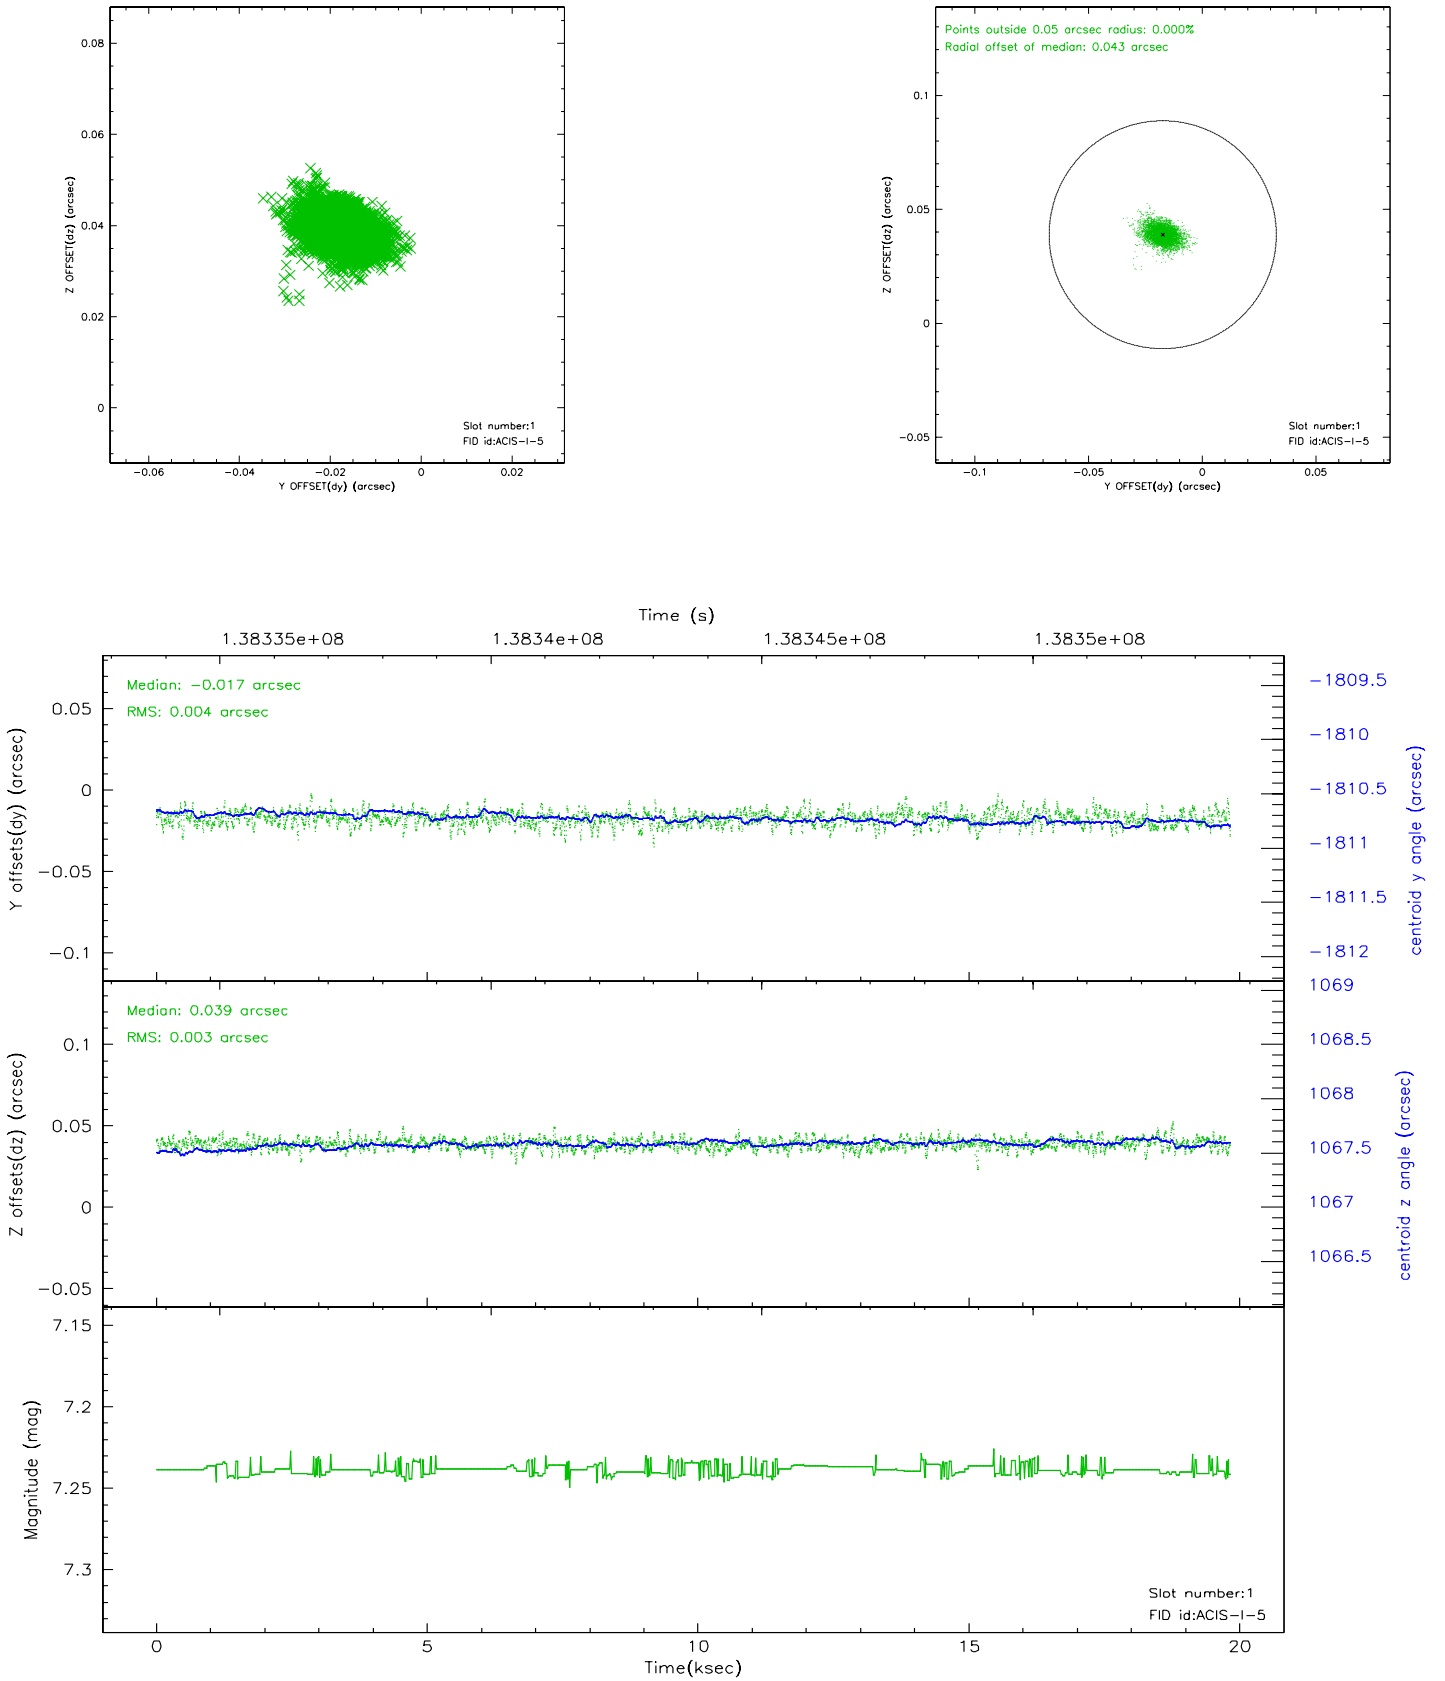 0.08
0.06
0.04
0.02
0
Z OFFSET(dz) (arcsec)
Slot number:1
FID id:ACIS-I-5
-0.06 -0.04 -0.02 0 0.02
Y OFFSET(dy) (arcsec)
Points outside 0.05 arcsec radius: 0.000%
Radial offset of median: 0.043 arcsec
0.1
0.05
0
-0.05
Z OFFSET(dz) (arcsec)
Slot number:1
FID id:ACIS-I-5
-0.1 -0.05 0 0.05
Y OFFSET(dy) (arcsec)
Time (s)
1.38335e+08 1.3834e+08 1.38345e+08 1.3835e+08
Median: -0.017 arcsec
RMS: 0.004 arcsec
0.05
0
-0.05
-0.1
Y offsets(dy) (arcsec)
-1809.5
-1810
-1810.5
-1811
-1811.5
-1812
centroid y angle (arcsec)
Median: 0.039 arcsec
RMS: 0.003 arcsec
0.1
0.05
0
-0.05
Z offsets(dz) (arcsec)
1069
1068.5
1068
1067.5
1067
1066.5
centroid z angle (arcsec)
7.15
7.2
7.25
7.3
Magnitude (mag)
Slot number:1
FID id:ACIS-I-5
0 5 10 15 20
Time(ksec)